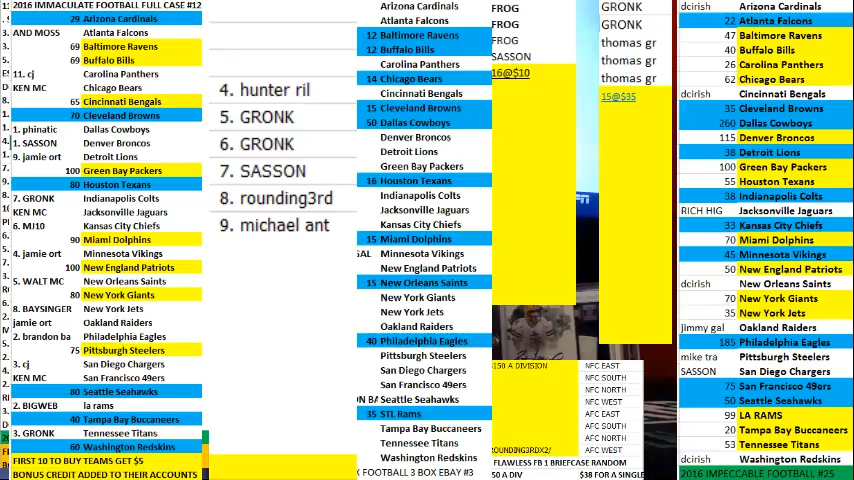 2016 IMMACULATE FOOTBALL FULL CASE #12
29 Arizona Cardinals
AND MOSS Atlanta Falcons
69 Baltimore Ravens
69 Buffalo Bills
11. cj Carolina Panthers
KEN MC Chicago Bears
65 Cincinnati Bengals
70 Cleveland Browns
1. phinatic Dallas Cowboys
1. SASSON Denver Broncos
9. jamie ort Detroit Lions
100 Green Bay Packers
80 Houston Texans
7. GRONK Indianapolis Colts
KEN MC Jacksonville Jaguars
6. MJ10 Kansas City Chiefs
90 Miami Dolphins
4. jamie ort Minnesota Vikings
100 New England Patriots
5. WALT MC New Orleans Saints
80 New York Giants
8. BAYSINGER New York Jets
jamie ort Oakland Raiders
2. brandon ba Philadelphia Eagles
75 Pittsburgh Steelers
3. cj San Diego Chargers
KEN MC San Francisco 49ers
80 Seattle Seahawks
2. BIGWEB la rams
40 Tampa Bay Buccaneers
3. GRONK Tennessee Titans
60 Washington Redskins
FIRST 10 TO BUY TEAMS GET $5
BONUS CREDIT ADDED TO THEIR ACCOUNTS
4. hunter ril
5. GRONK
6. GRONK
7. SASSON
8. rounding3rd
9. michael ant
Arizona Cardinals
Atlanta Falcons
12 Baltimore Ravens
12 Buffalo Bills
Carolina Panthers
14 Chicago Bears
Cincinnati Bengals
15 Cleveland Browns
50 Dallas Cowboys
Denver Broncos
Detroit Lions
Green Bay Packers
16 Houston Texans
Indianapolis Colts
Jacksonville Jaguars
Kansas City Chiefs
15 Miami Dolphins
GAL Minnesota Vikings
New England Patriots
15 New Orleans Saints
New York Giants
New York Jets
Oakland Raiders
40 Philadelphia Eagles
Pittsburgh Steelers
San Diego Chargers
San Francisco 49ers
Seattle Seahawks
35 STL Rams
Tampa Bay Buccaneers
Tennessee Titans
Washington Redskins
FOOTBALL 3 BOX EBAY #3
FROG
FROG
FROG
SASSON
16@$10
$150 A DIVISION
ROUNDING3RDX2/
FLAWLESS FB 1 BRIEFCASE RANDOM
50 A DIV $38 FOR A SINGLE
GRONK
GRONK
thomas gr
thomas gr
thomas gr
15@$35
NFC EAST
NFC SOUTH
NFC NORTH
NFC WEST
AFC EAST
AFC SOUTH
AFC NORTH
AFC WEST
dcirish Arizona Cardinals
22 Atlanta Falcons
47 Baltimore Ravens
40 Buffalo Bills
26 Carolina Panthers
62 Chicago Bears
dcirish Cincinnati Bengals
35 Cleveland Browns
260 Dallas Cowboys
115 Denver Broncos
38 Detroit Lions
100 Green Bay Packers
55 Houston Texans
38 Indianapolis Colts
RICH HIG Jacksonville Jaguars
33 Kansas City Chiefs
70 Miami Dolphins
45 Minnesota Vikings
50 New England Patriots
dcirish New Orleans Saints
70 New York Giants
35 New York Jets
jimmy gal Oakland Raiders
185 Philadelphia Eagles
mike tra Pittsburgh Steelers
SASSON San Diego Chargers
75 San Francisco 49ers
50 Seattle Seahawks
99 LA RAMS
20 Tampa Bay Buccaneers
53 Tennessee Titans
dcirish Washington Redskins
2016 IMPECCABLE FOOTBALL #25